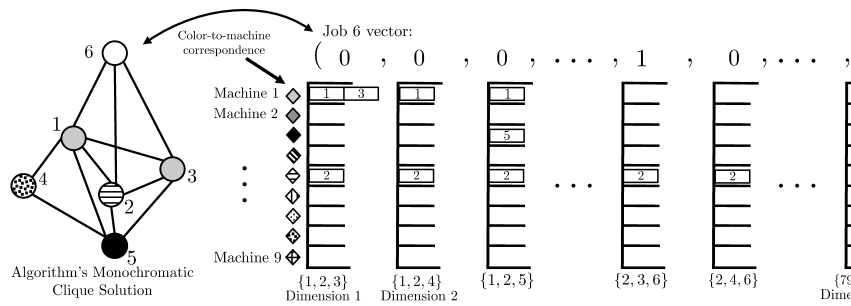 Color-to-machine
correspondence
Job 6 vector:
( 0 , 0 , 0 , . . . , 1 , 0 , . . . ,
6
1
3
4
2
5
Algorithm's Monochromatic
Clique Solution
Machine 1
Machine 2
Machine 9
1 3 1 1
5
2 2 2 2 2
{1, 2, 3} {1, 2, 4} {1, 2, 5} {2, 3, 6} {2, 4, 6}
Dimension 1 Dimension 2